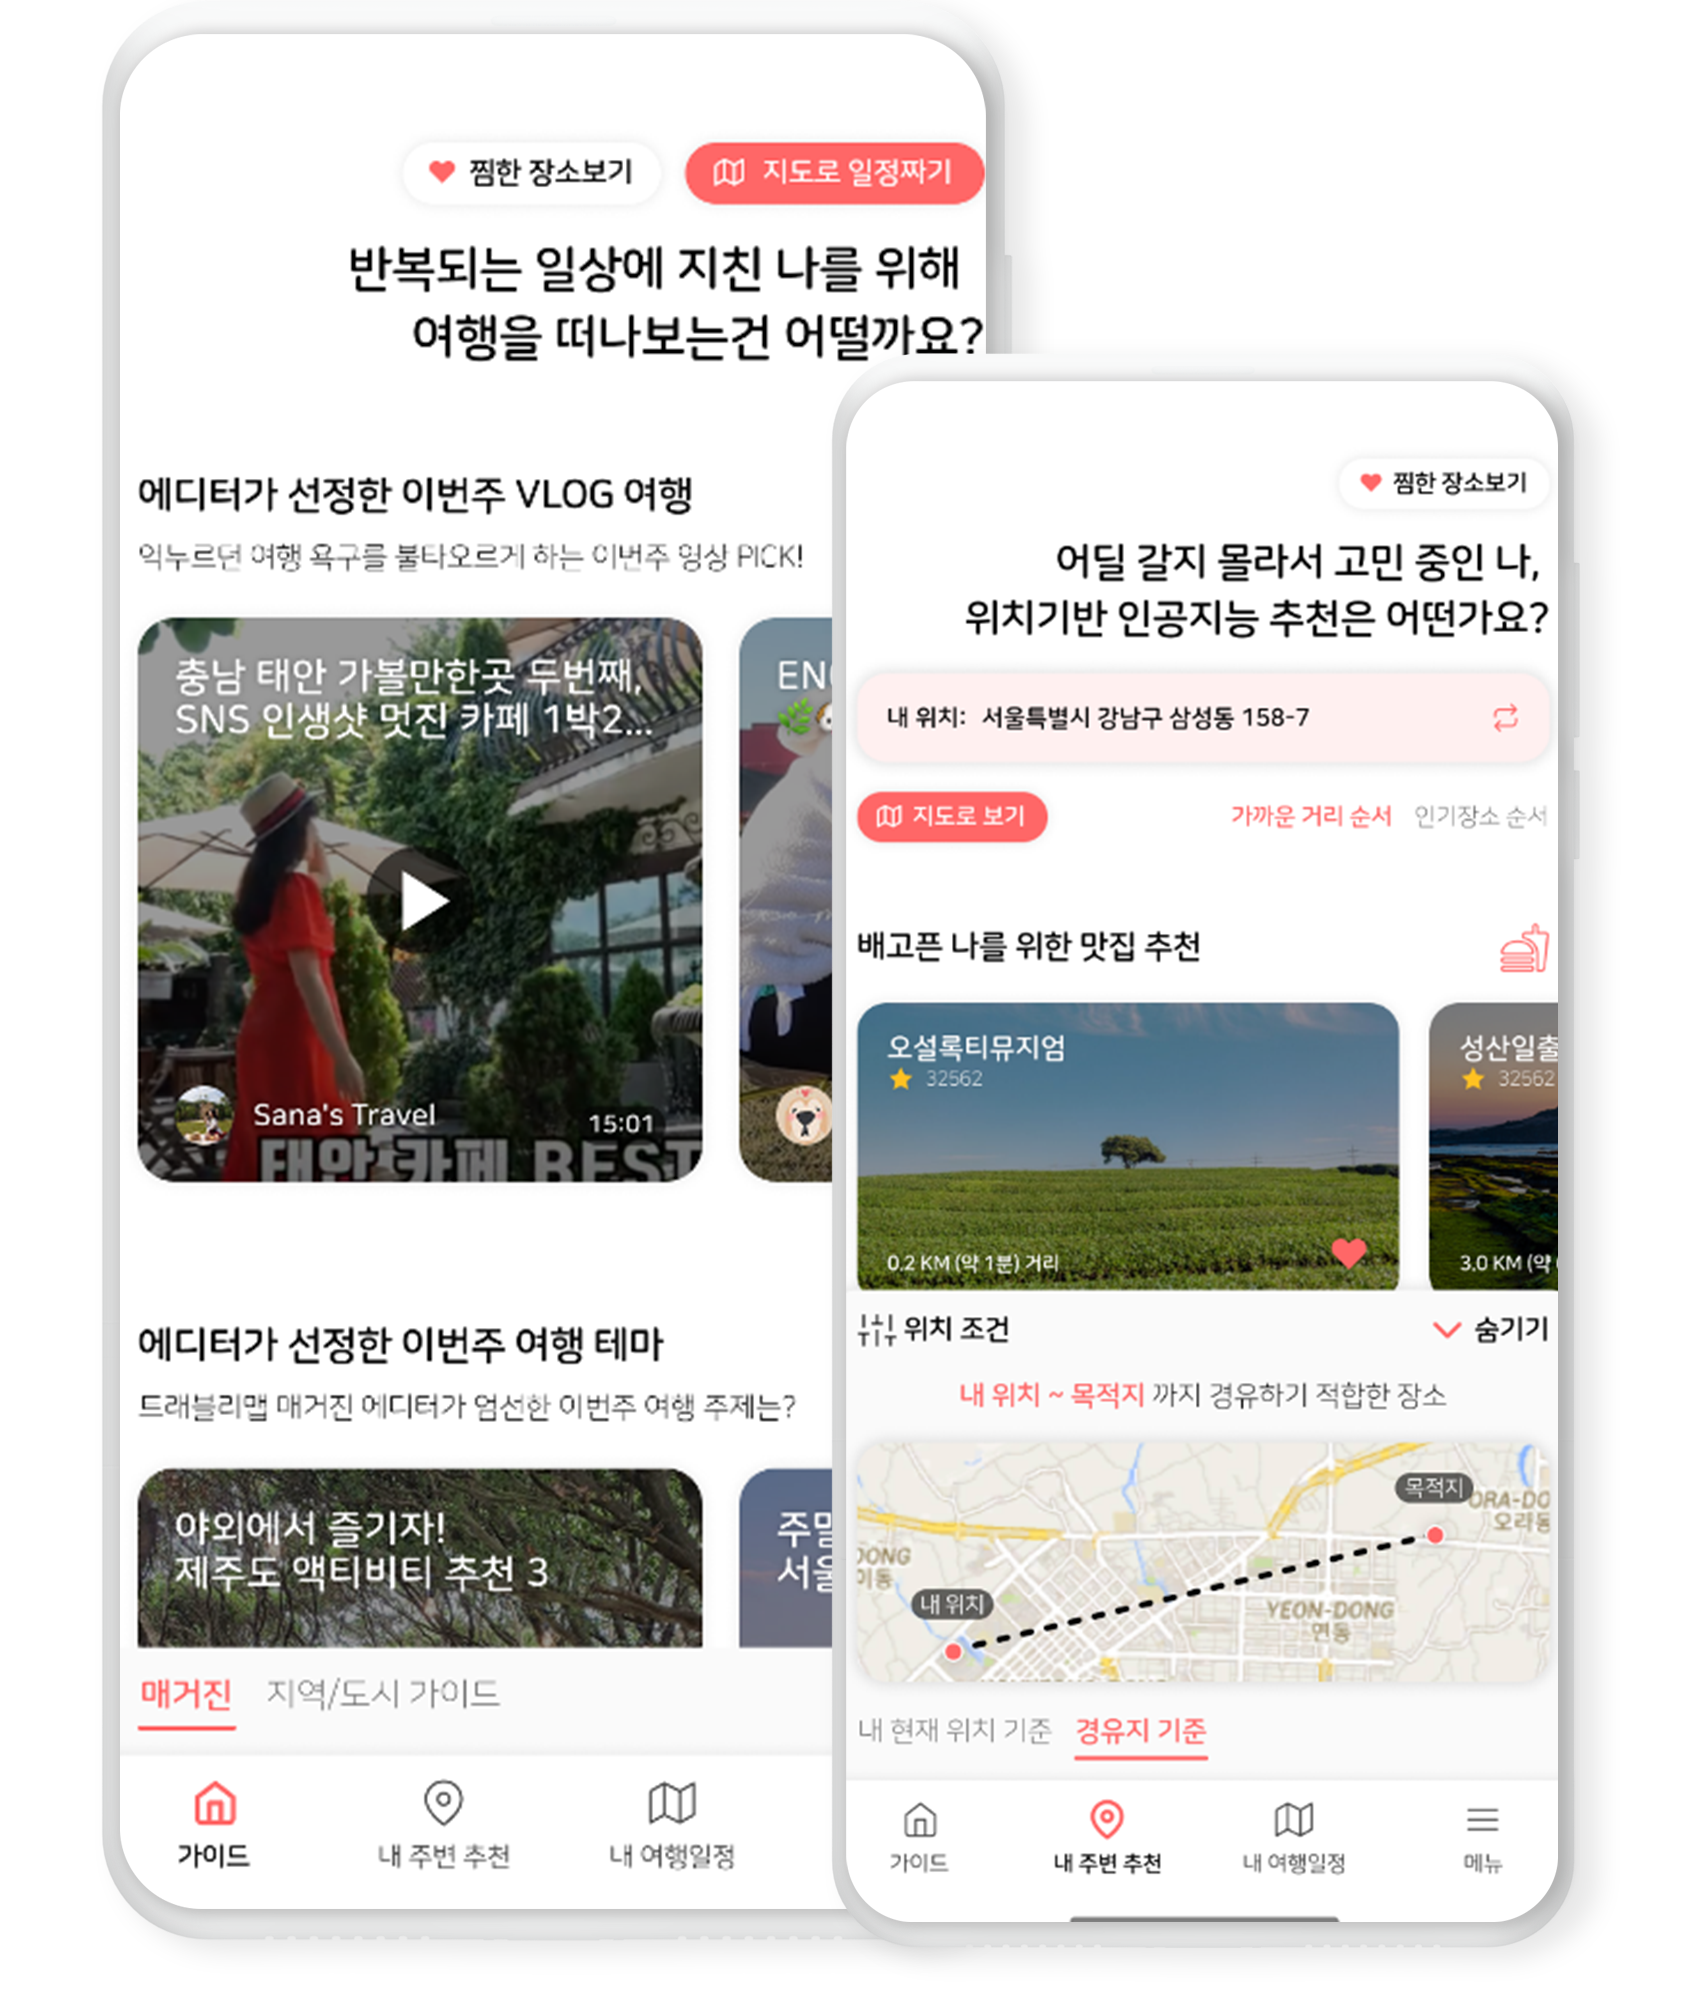 찜한 장소보기
지도로 일정짜기
반복되는 일상에 지친 나를 위해
여행을 떠나보는건 어떨까요?
에디터가 선정한 이번주 VLOG 여행
억누르던 여행 욕구를 불타오르게 하는 이번주 영상 PICK!
충남 태안 가볼만한곳 두번째,
SNS 인생샷 멋진 카페 1박2...
Sana's Travel
15:01
태안 카페 BEST
에디터가 선정한 이번주 여행 테마
트래블리맵 매거진 에디터가 엄선한 이번주 여행 주제는?
야외에서 즐기자!
제주도 액티비티 추천 3
서울
매거진
지역/도시 가이드
가이드
내 주변 추천
내 여행일정
찜한 장소보기
어딜 갈지 몰라서 고민 중인 나,
위치기반 인공지능 추천은 어떤가요?
내 위치: 서울특별시 강남구 삼성동 158-7
지도로 보기
가까운 거리 순서
인기장소 순서
배고픈 나를 위한 맛집 추천
오설록티뮤지엄
32562
0.2 KM (약 1분) 거리
성산일출
32562
3.0 KM (약
위치 조건
숨기기
내 위치 ~ 목적지 까지 경유하기 적합한 장소
목적지
ORA-DO
오라동
DONG
이동
내 위치
YEON-DONG
연동
내 현재 위치 기준
경유지 기준
가이드
내 주변 추천
내 여행일정
메뉴